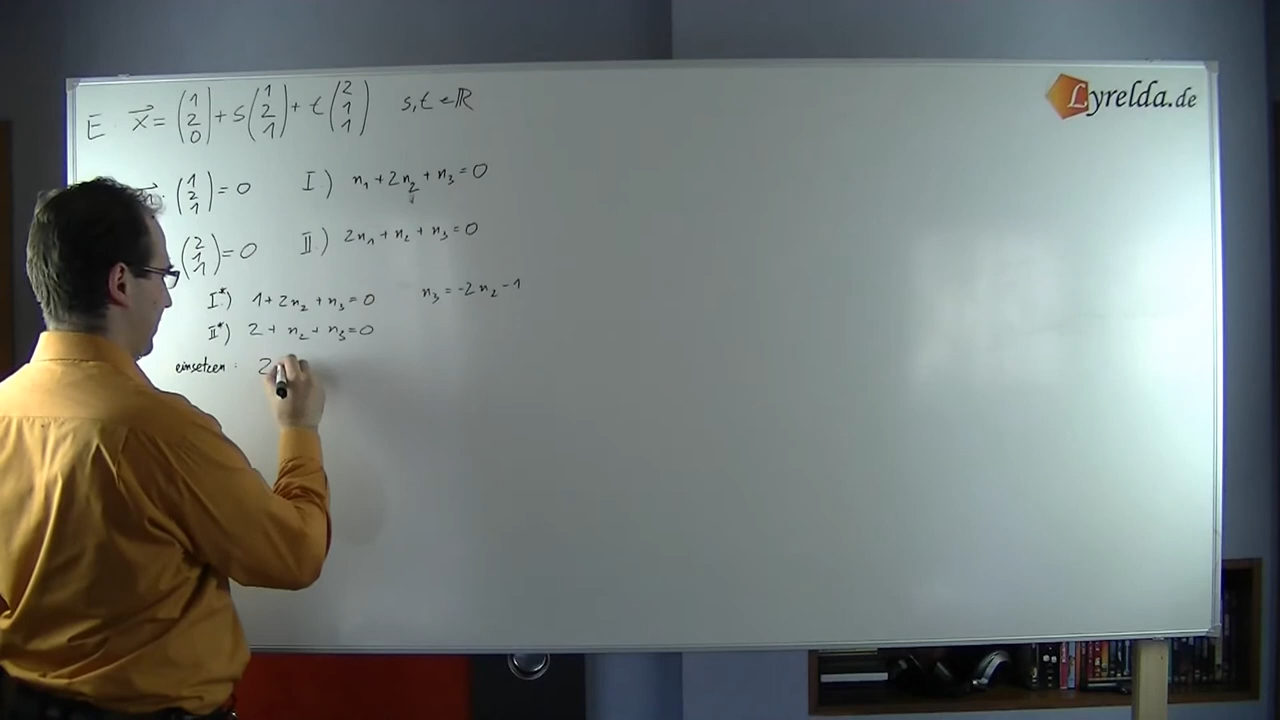 Lyrelda.de
E: x⃗ = (1 2 0) + s (1 2 1) + t (2 1 1) s,t ∈ ℝ
n⃗ · (1 2 1) = 0 I) n₁ + 2n₂ + n₃ = 0
(2 1 1) = 0 II) 2n₁ + n₂ + n₃ = 0
I*) 1 + 2n₂ + n₃ = 0 n₃ = -2n₂ - 1
II*) 2 + n₂ + n₃ = 0
einsetzen: 2